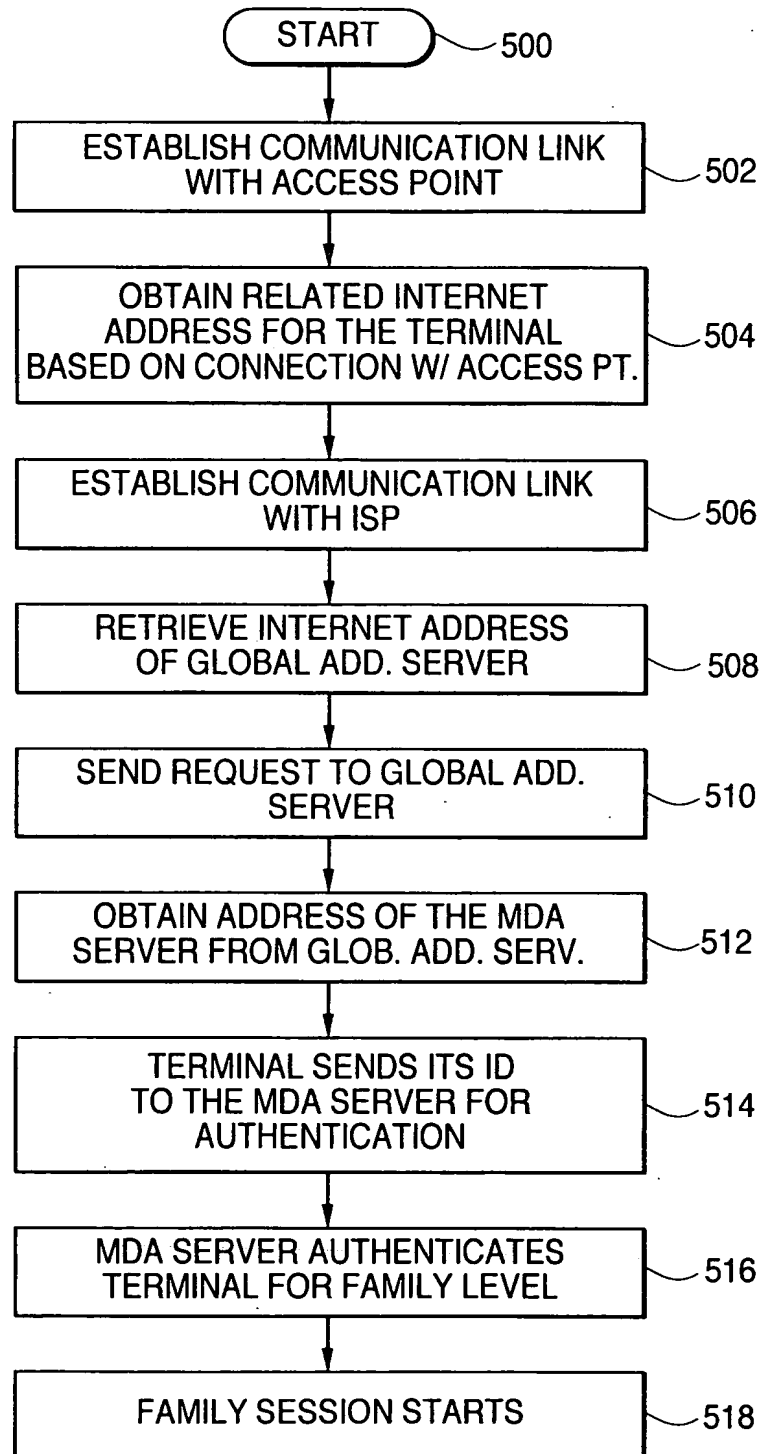 START
500
ESTABLISH COMMUNICATION LINK
WITH ACCESS POINT
502
OBTAIN RELATED INTERNET
ADDRESS FOR THE TERMINAL
BASED ON CONNECTION W/ ACCESS PT.
504
ESTABLISH COMMUNICATION LINK
WITH ISP
506
RETRIEVE INTERNET ADDRESS
OF GLOBAL ADD. SERVER
508
SEND REQUEST TO GLOBAL ADD.
SERVER
510
OBTAIN ADDRESS OF THE MDA
SERVER FROM GLOB. ADD. SERV.
512
TERMINAL SENDS ITS ID
TO THE MDA SERVER FOR
AUTHENTICATION
514
MDA SERVER AUTHENTICATES
TERMINAL FOR FAMILY LEVEL
516
FAMILY SESSION STARTS
518